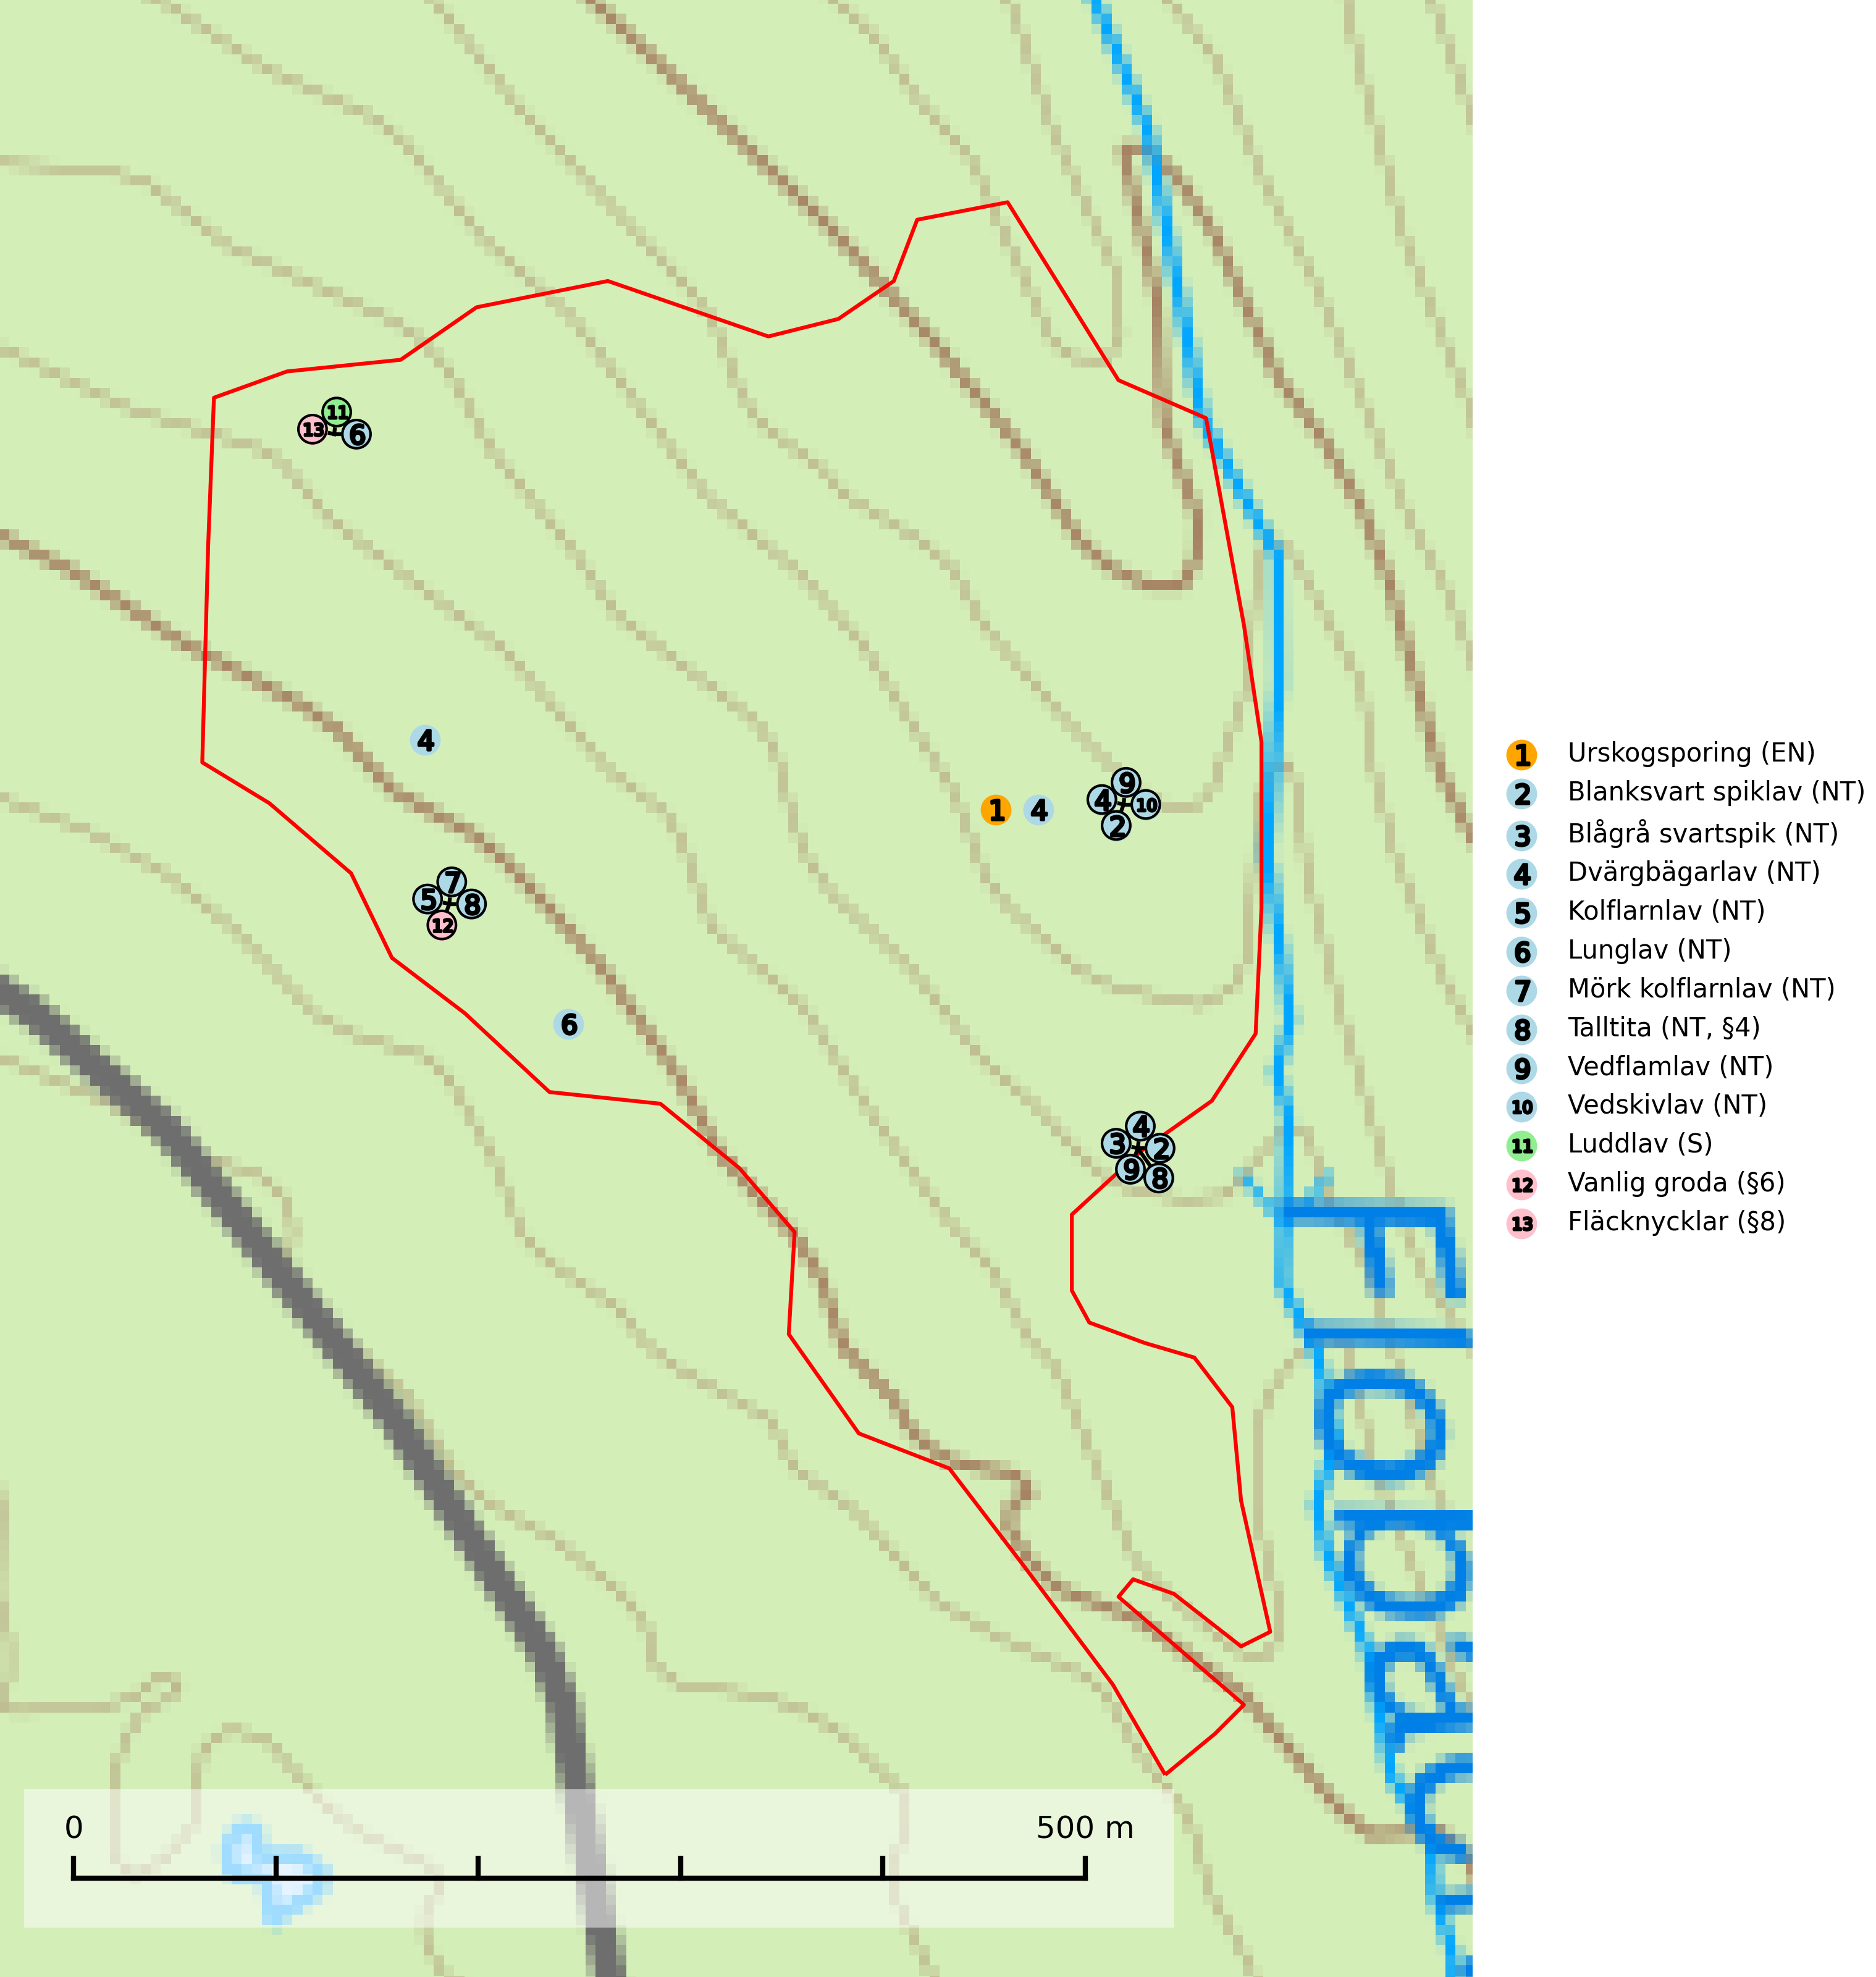 11
13 6
4
1 4
9
4 10
2
7
5 8
12
6
4
3 2
9 8
0 500 m
1 Urskogsporing (EN)
2 Blanksvart spiklav (NT)
3 Blågrå svartspik (NT)
4 Dvärgbägarlav (NT)
5 Kolflarnlav (NT)
6 Lunglav (NT)
7 Mörk kolflarnlav (NT)
8 Talltita (NT, §4)
9 Vedflamlav (NT)
10 Vedskivlav (NT)
11 Luddlav (S)
12 Vanlig groda (§6)
13 Fläcknycklar (§8)